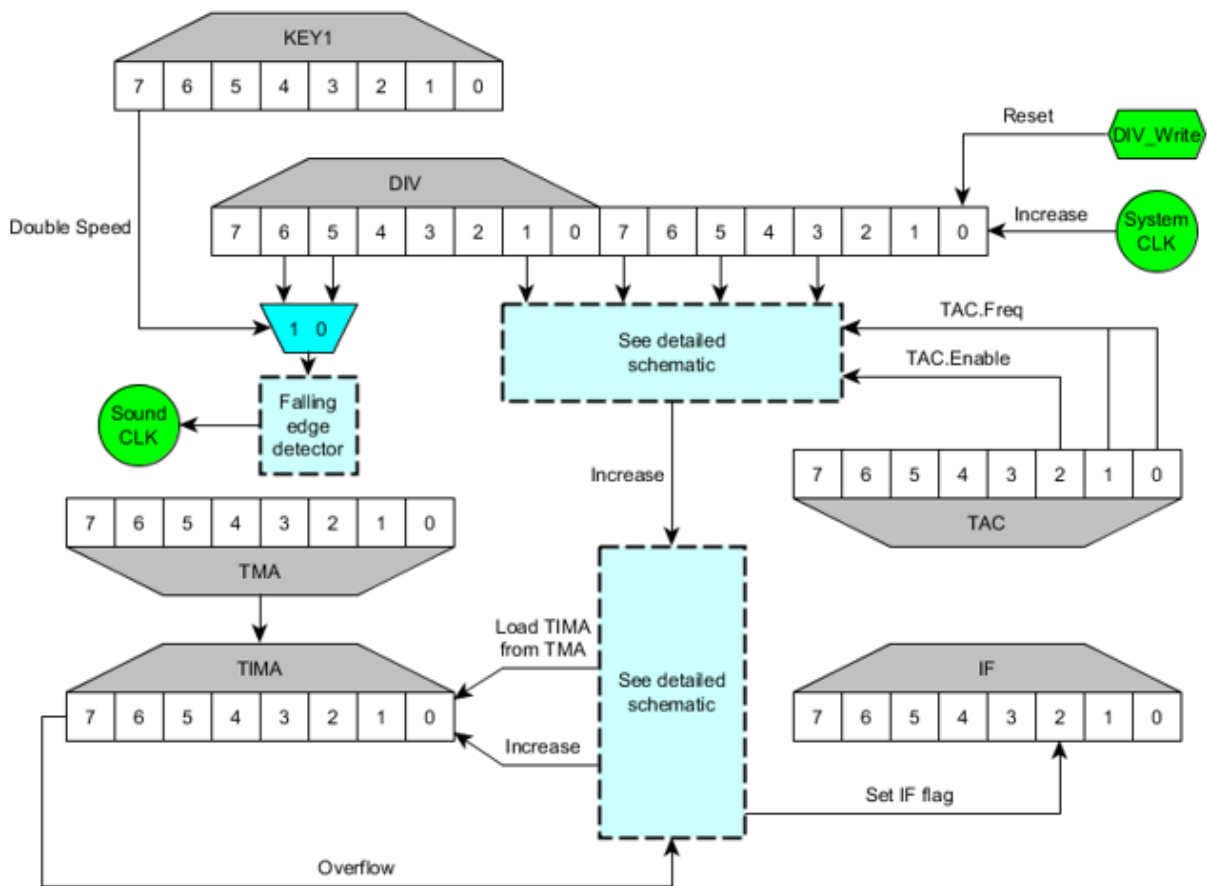 KEY1
7 6 5 4 3 2 1 0
Reset
DIV_Write
DIV
Double Speed
7 6 5 4 3 2 1 0 7 6 5 4 3 2 1 0
Increase
System
CLK
1 0
See detailed
schematic
TAC.Freq
TAC.Enable
Falling
edge
detector
Sound
CLK
Increase
7 6 5 4 3 2 1 0
TAC
7 6 5 4 3 2 1 0
TMA
Load TIMA
from TMA
TIMA
7 6 5 4 3 2 1 0
Increase
See detailed
schematic
IF
7 6 5 4 3 2 1 0
Set IF flag
Overflow